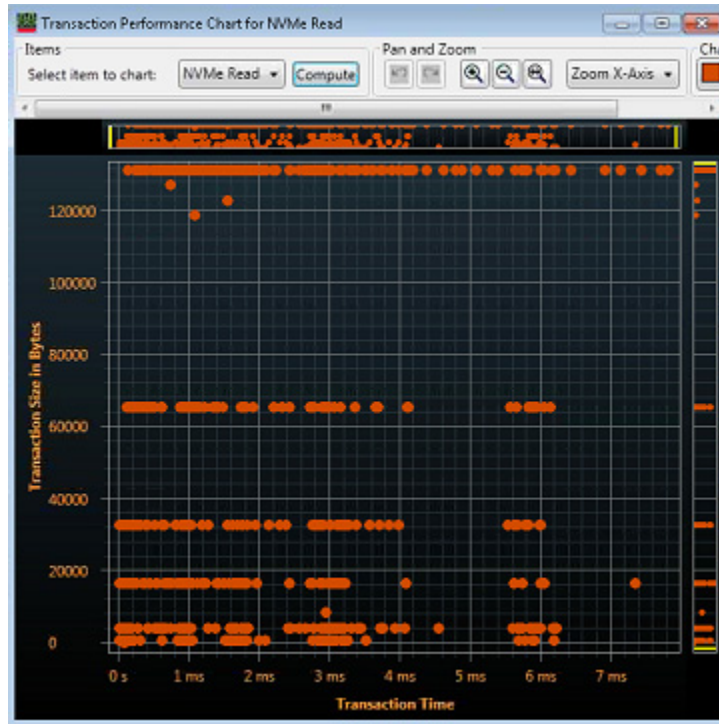 Transaction Performance Chart for NVMe Read
Items
Pan and Zoom
Select item to chart:
NVMe Read
Compute
Zoom X-Axis
120000
100000
80000
60000
40000
20000
0
Transaction Size in Bytes
0 s
1 ms
2 ms
3 ms
4 ms
5 ms
6 ms
7 ms
Transaction Time